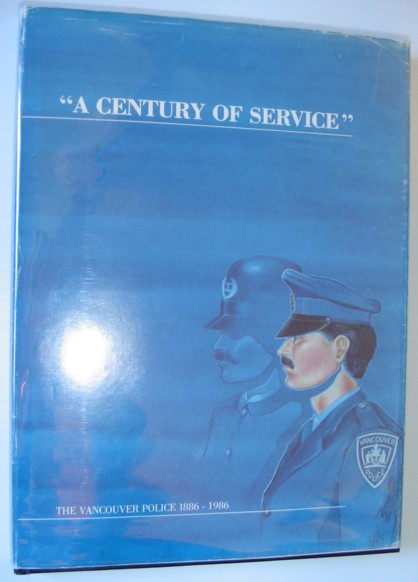 “A CENTURY OF SERVICE”
VANCOUVER
POLICE
THE VANCOUVER POLICE 1886 - 1986